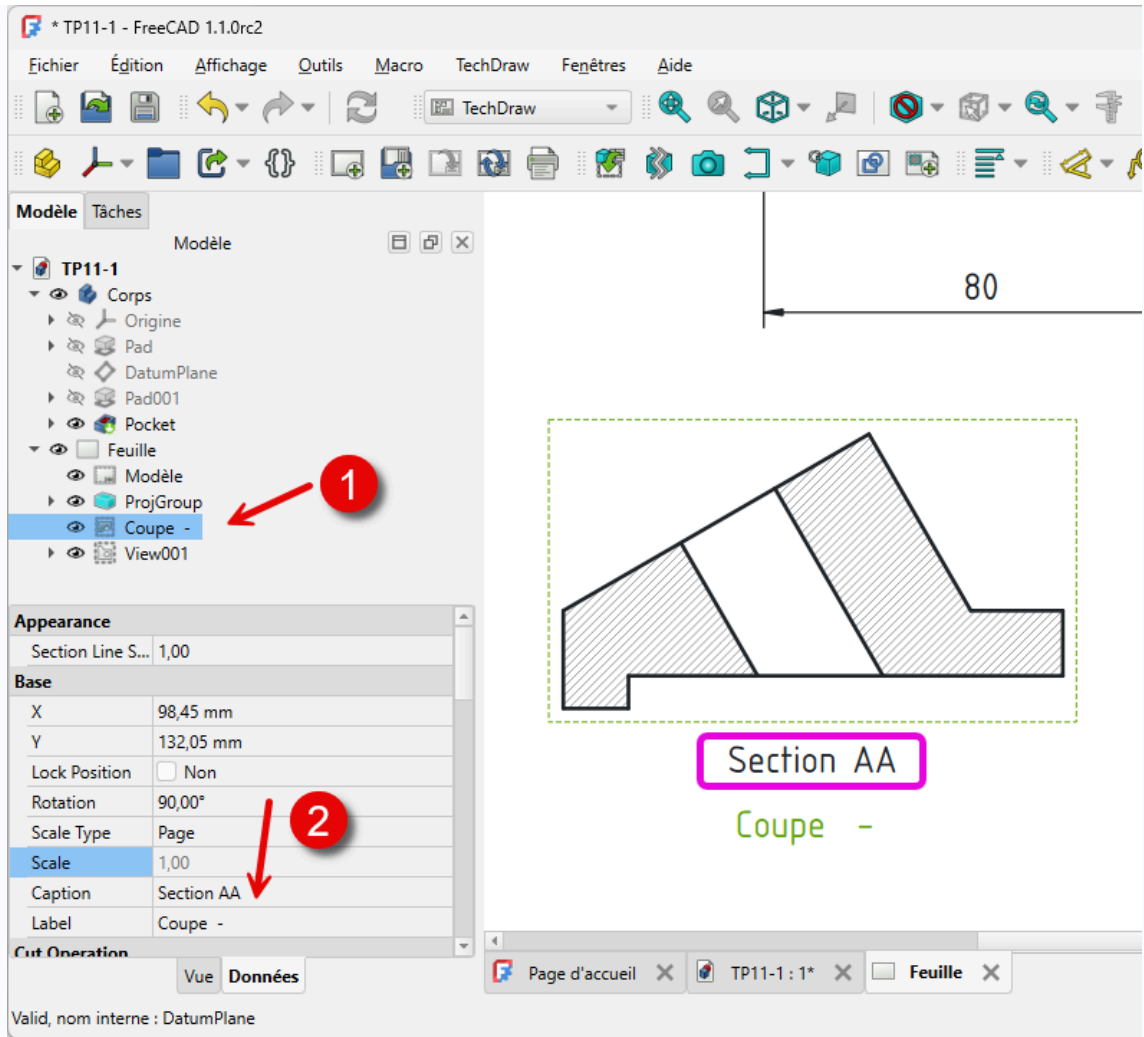 * TP11-1 - FreeCAD 1.1.0rc2
Fichier Édition Affichage Outils Macro TechDraw Fenêtres Aide
TechDraw
Modèle Tâches
Modèle
TP11-1
Corps
Origine
Pad
DatumPlane
Pad001
Pocket
Feuille
Modèle
ProjGroup
Coupe -
View001
1
Appearance
Section Line S... 1,00
Base
X 98,45 mm
Y 132,05 mm
Lock Position Non
Rotation 90,00°
Scale Type Page
Scale 1,00
Caption Section AA
Label Coupe -
Cut Operation
2
Vue Données
80
Section AA
Coupe -
Page d'accueil TP11-1 : 1* Feuille
Valid, nom interne : DatumPlane